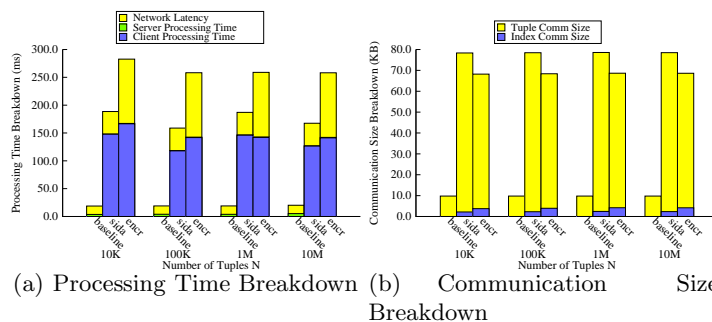 Network Latency
Server Processing Time
Client Processing Time
Processing Time Breakdown (ms)
300.0
250.0
200.0
150.0
100.0
50.0
0.0
baseline sida encr baseline sida encr baseline sida encr baseline sida encr
10K 100K 1M 10M
Number of Tuples N
(a) Processing Time Breakdown
Tuple Comm Size
Index Comm Size
Communication Size Breakdown (KB)
80.0
70.0
60.0
50.0
40.0
30.0
20.0
10.0
0.0
baseline sida encr baseline sida encr baseline sida encr baseline sida encr
10K 100K 1M 10M
Number of Tuples N
(b) Communication Size
Breakdown